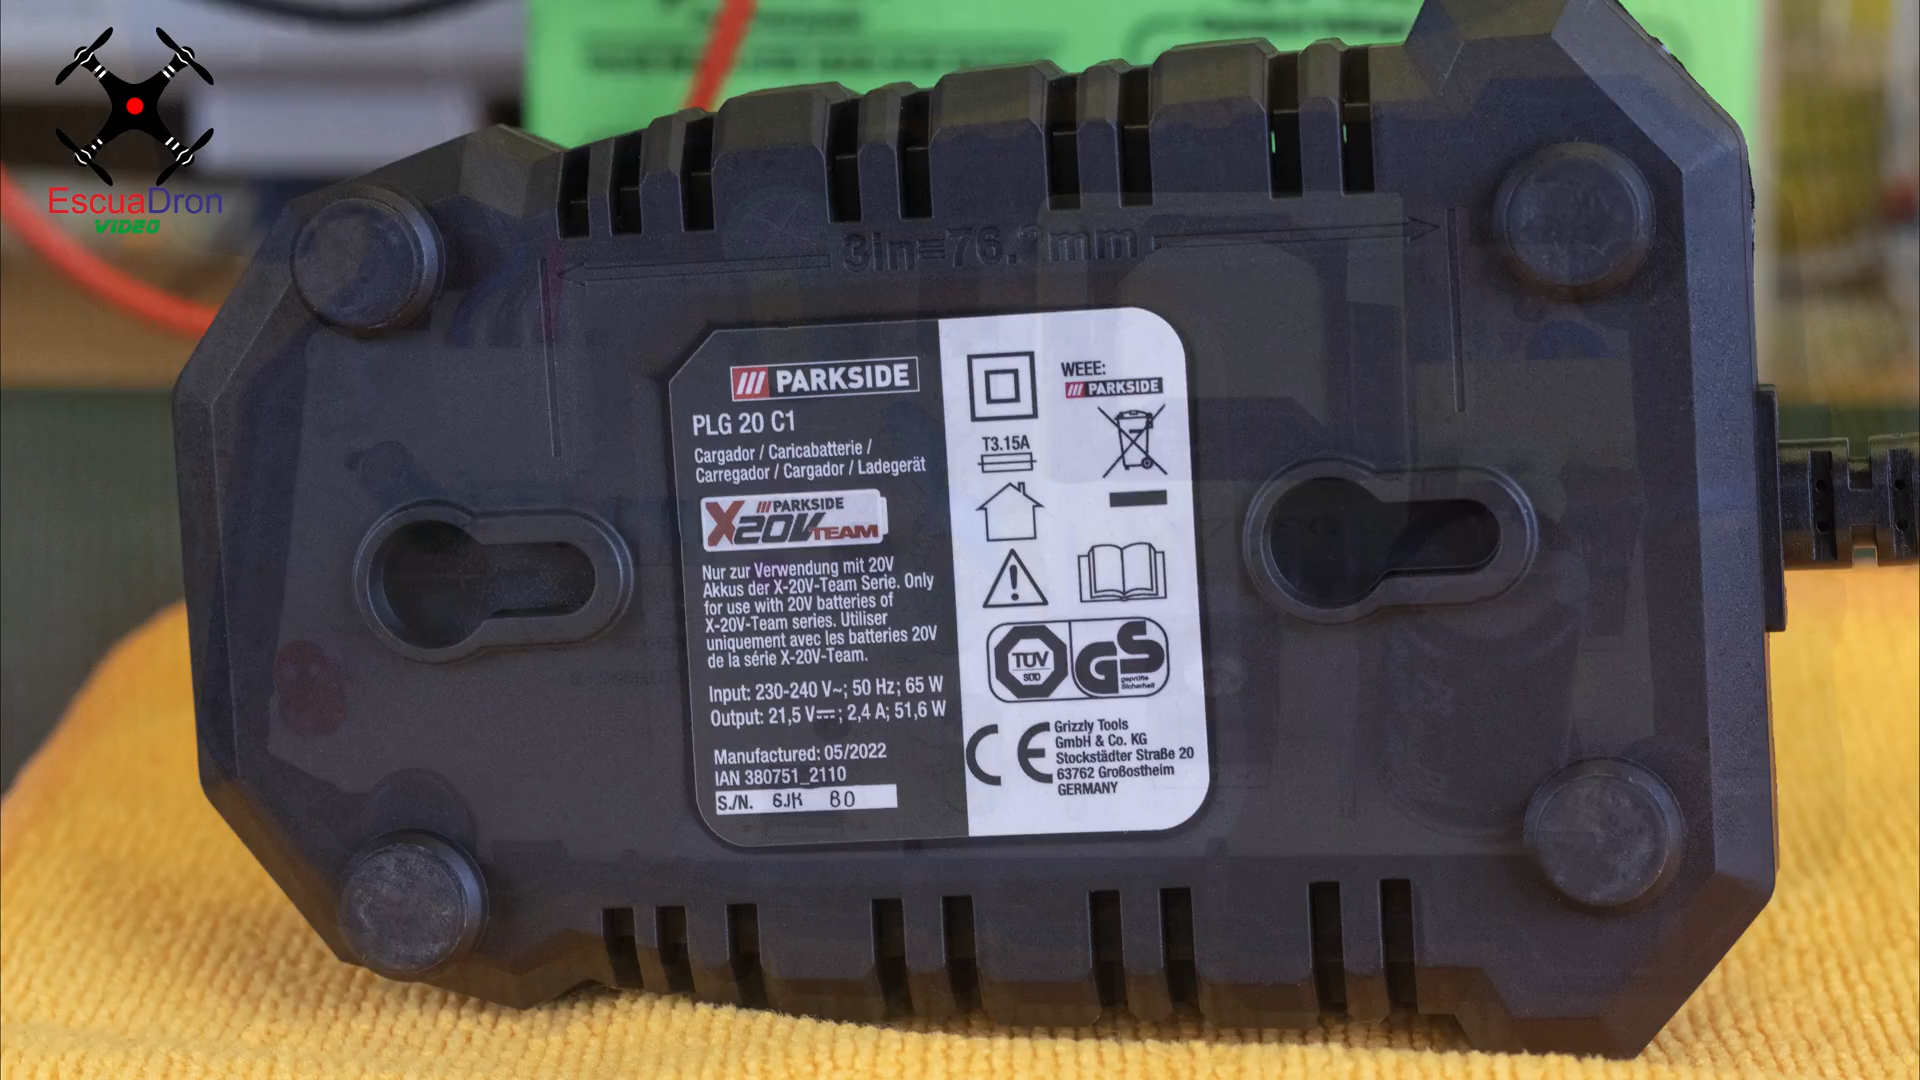 EscuaDron
VIDEO
3in=76. mm
PARKSIDE
PLG 20 C1
Cargador / Caricabatterie /
Carregador / Cargador / Ladegerät
PARKSIDE
X20V TEAM
Nur zur Verwendung mit 20V
Akkus der X-20V-Team Serie. Only
for use with 20V batteries of
X-20V-Team series. Utiliser
uniquement avec les batteries 20V
de la série X-20V-Team.
Input: 230-240 V~; 50 Hz; 65 W
Output: 21,5 V⎓; 2,4 A; 51,6 W
Manufactured: 05/2022
IAN 380751_2110
S./N. 6JK 80
T3.15A
WEEE:
PARKSIDE
TÜV
SÜD
GS
geprüfte
Sicherheit
CE
Grizzly Tools
GmbH & Co. KG
Stockstädter Straße 20
63762 Großostheim
GERMANY